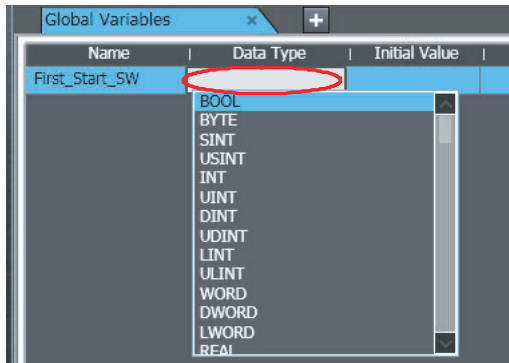 Global Variables × +
Name | Data Type | Initial Value |
First_Start_SW
BOOL
BYTE
SINT
USINT
INT
UINT
DINT
UDINT
LINT
ULINT
WORD
DWORD
LWORD
REAL